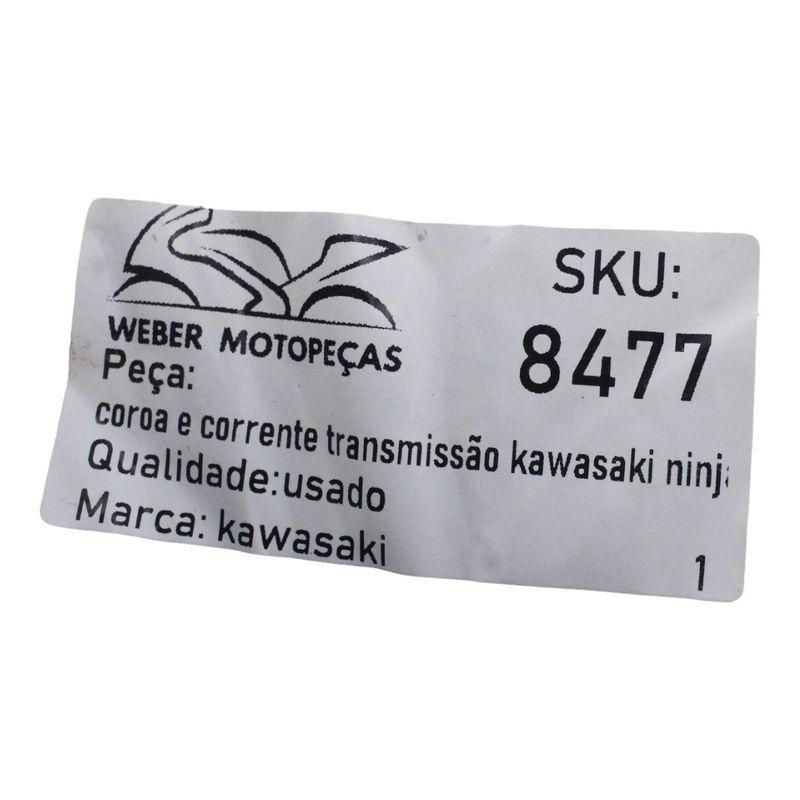 WEBER MOTOPEÇAS
SKU:
8477
Peça:
coroa e corrente transmissão kawasaki ninja
Qualidade:usado
Marca: kawasaki
1